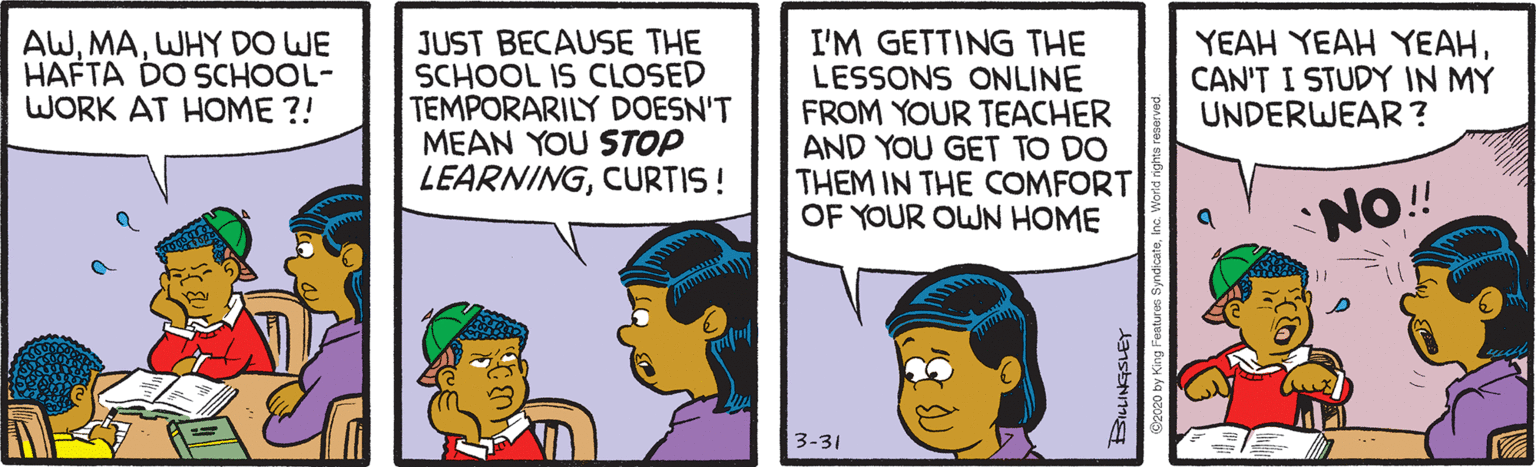 AW, MA, WHY DO WE
HAFTA DO SCHOOL-
WORK AT HOME?!
JUST BECAUSE THE
SCHOOL IS CLOSED
TEMPORARILY DOESN'T
MEAN YOU STOP
LEARNING, CURTIS!
I'M GETTING THE
LESSONS ONLINE
FROM YOUR TEACHER
AND YOU GET TO DO
THEM IN THE COMFORT
OF YOUR OWN HOME
3-31
BILLINGSLEY
©2020 by King Features Syndicate, Inc. World rights reserved.
YEAH YEAH YEAH,
CAN'T I STUDY IN MY
UNDERWEAR?
NO!!